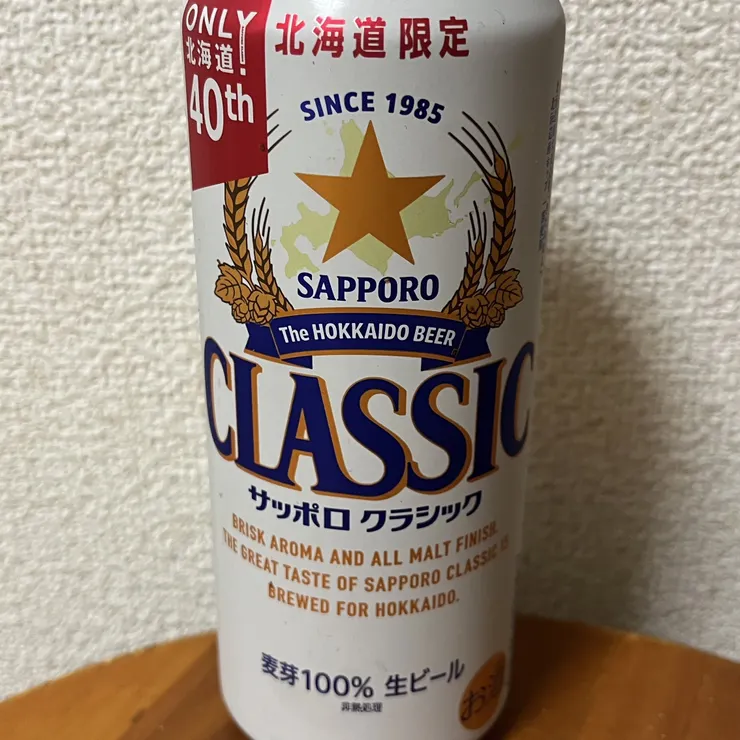 ONLY
北海道!
40th
北海道 限定
SINCE 1985
SAPPORO
The HOKKAIDO BEER
CLASSIC
サッポロ クラシック
BRISK AROMA AND ALL MALT FINISH.
THE GREAT TASTE OF SAPPORO CLASSIC IS
BREWED FOR HOKKAIDO.
麦芽100% 生ビール
非熱処理
お酒